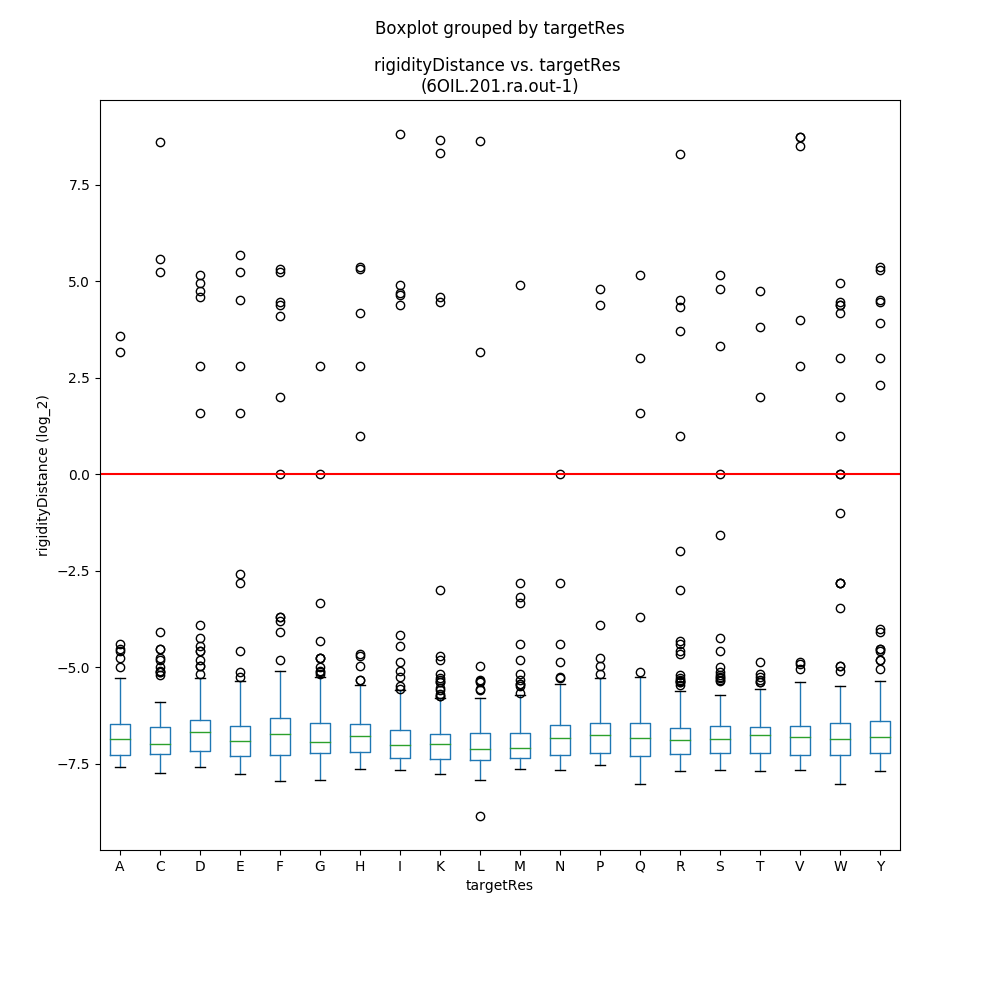 Boxplot grouped by targetRes
rigidityDistance vs. targetRes
(6OIL.201.ra.out-1)
rigidityDistance (log_2)
7.5
5.0
2.5
0.0
−2.5
−5.0
−7.5
A C D E F G H I K L M N P Q R S T V W Y
targetRes